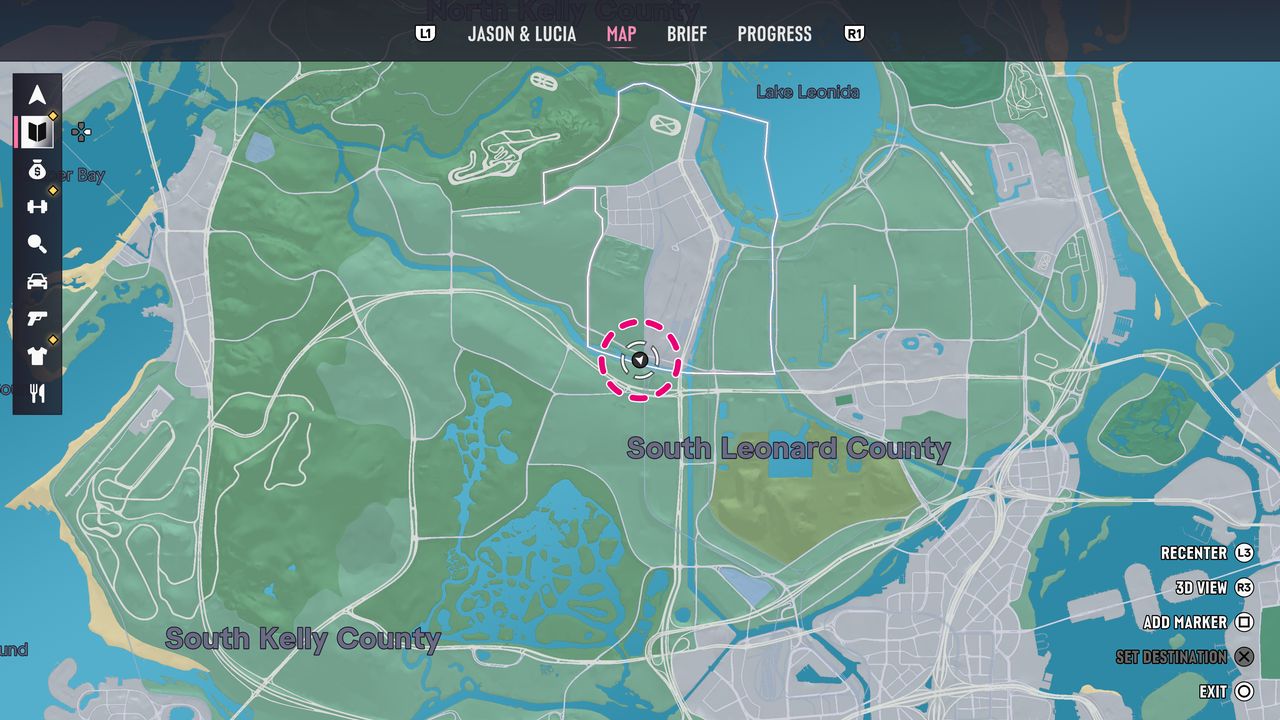 North Kelly County
L1 JASON & LUCIA MAP BRIEF PROGRESS R1
Lake Leonida
er Bay
South Leonard County
RECENTER L3
3D VIEW R3
ADD MARKER
South Kelly County
und
SET DESTINATION
EXIT